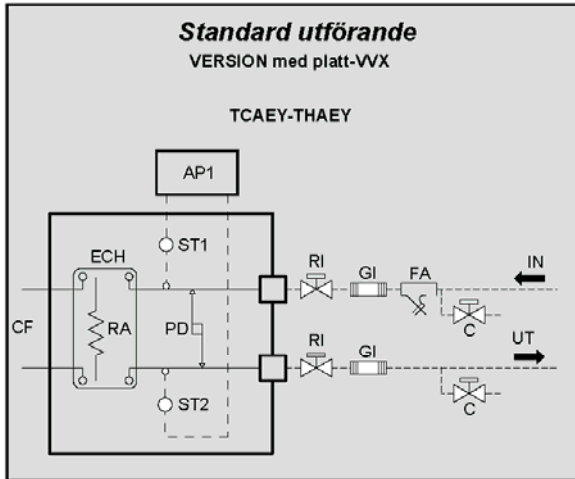 Standard utförande
VERSION med platt-VVX
TCAEY-THAEY
AP1
ECH
ST1
RI
GI
FA
IN
CF
RA
PD
C
RI
GI
UT
ST2
C